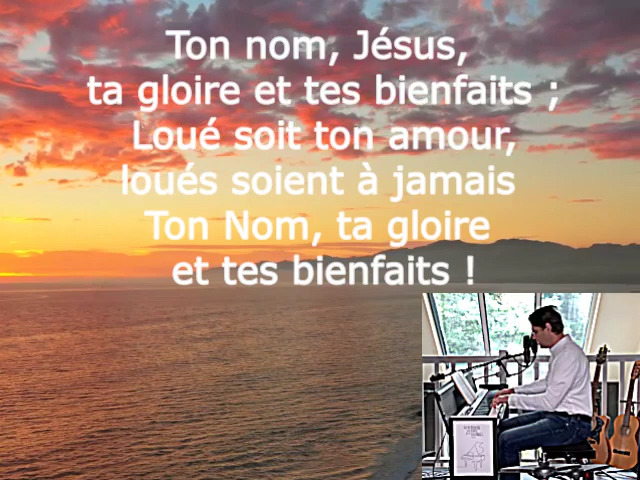 Ton nom, Jésus,
ta gloire et tes bienfaits ;
Loué soit ton amour,
loués soient à jamais
Ton Nom, ta gloire
et tes bienfaits !